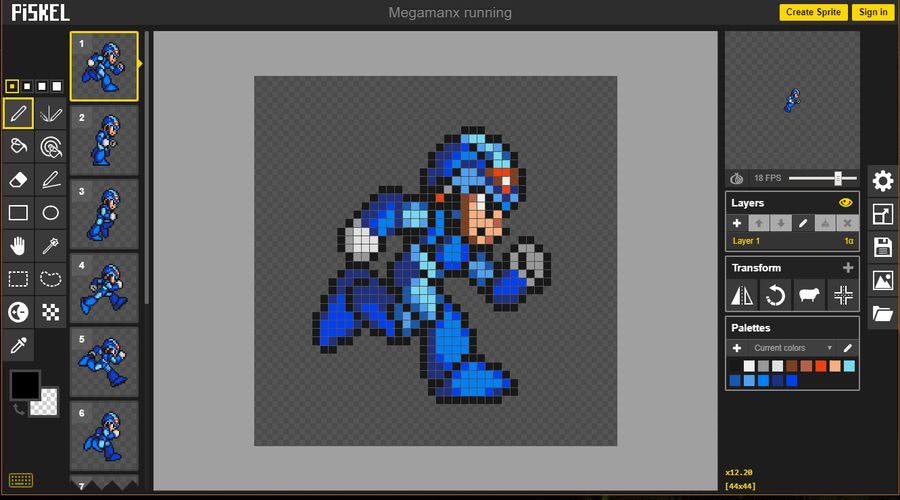 PiSKEL
Megamanx running
Create Sprite
Sign in
1
2
3
4
5
6
7
18 FPS
Layers
Layer 1
1α
Transform
Palettes
Current colors
x12.20
[44x44]